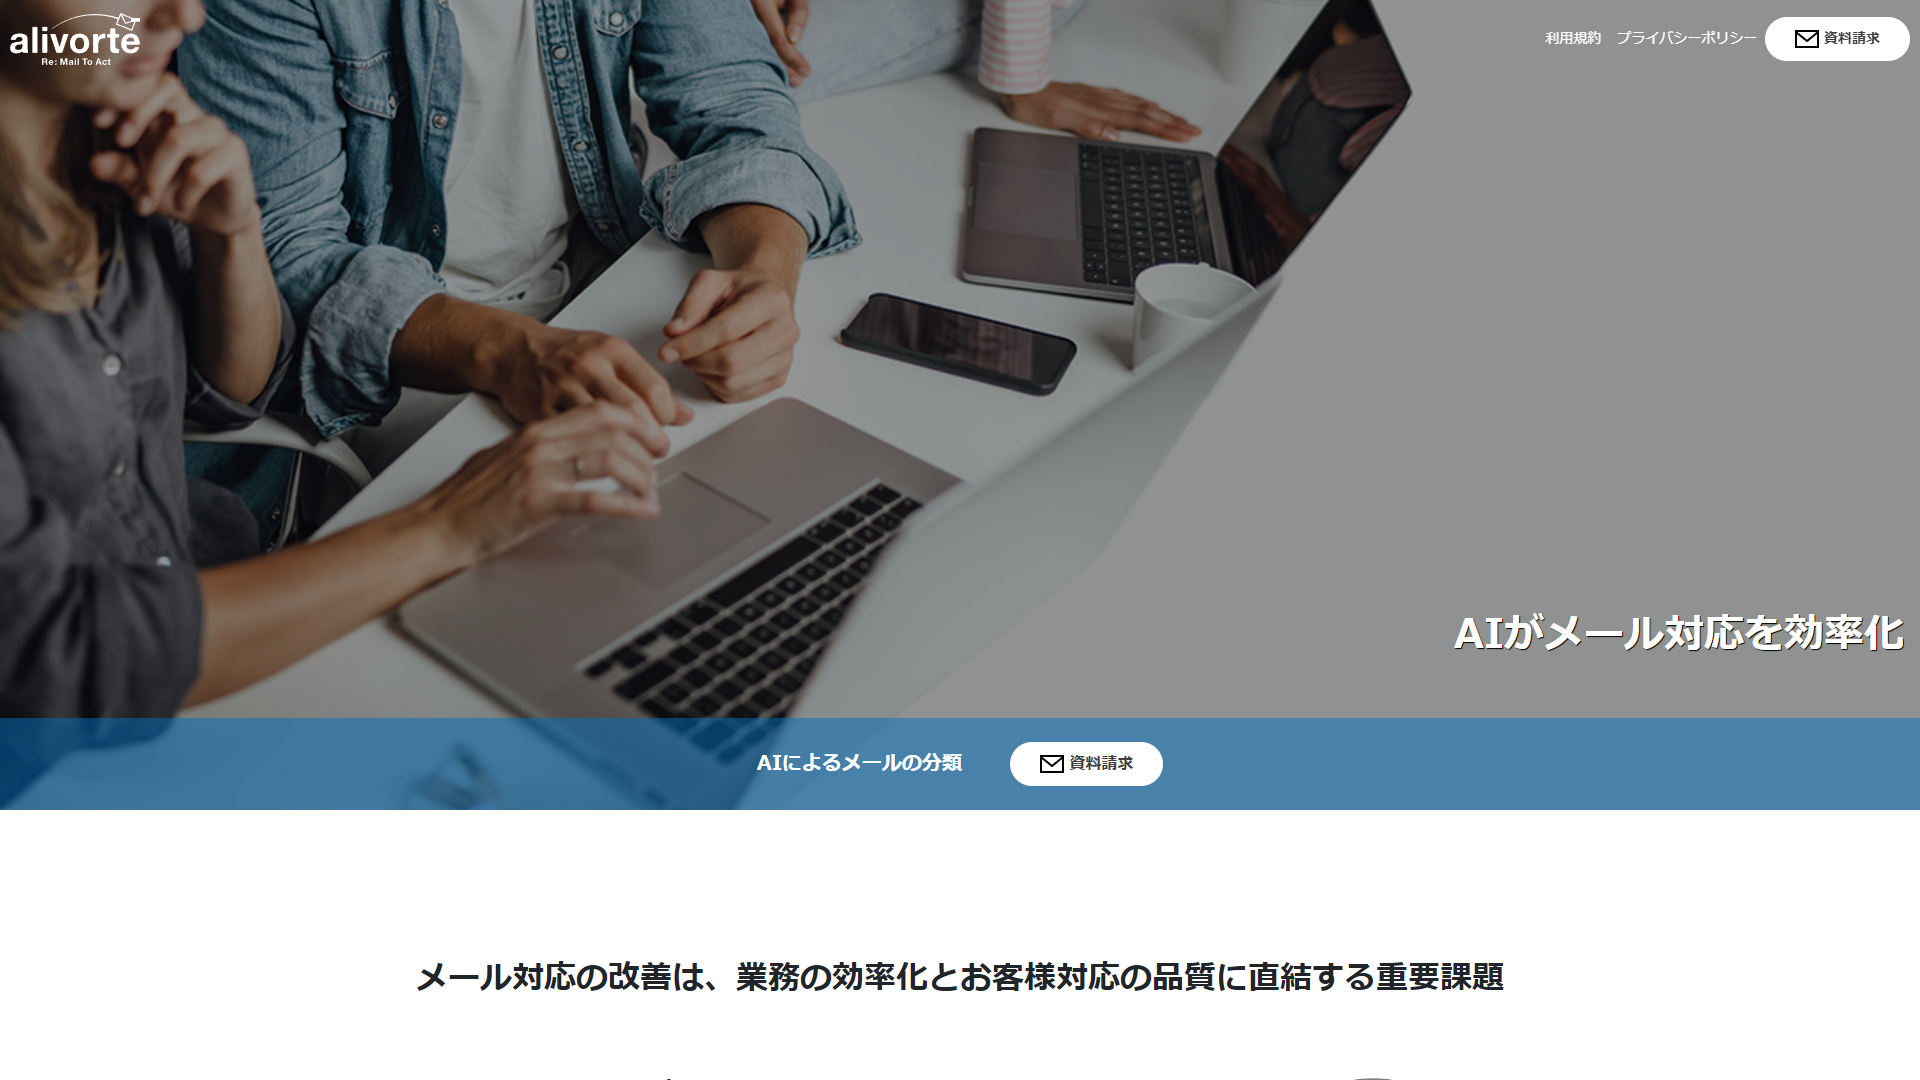 alivorte
Re: Mail To Act
利用規約 プライバシーポリシー 資料請求
AIがメール対応を効率化
AIによるメールの分類 資料請求
メール対応の改善は、業務の効率化とお客様対応の品質に直結する重要課題